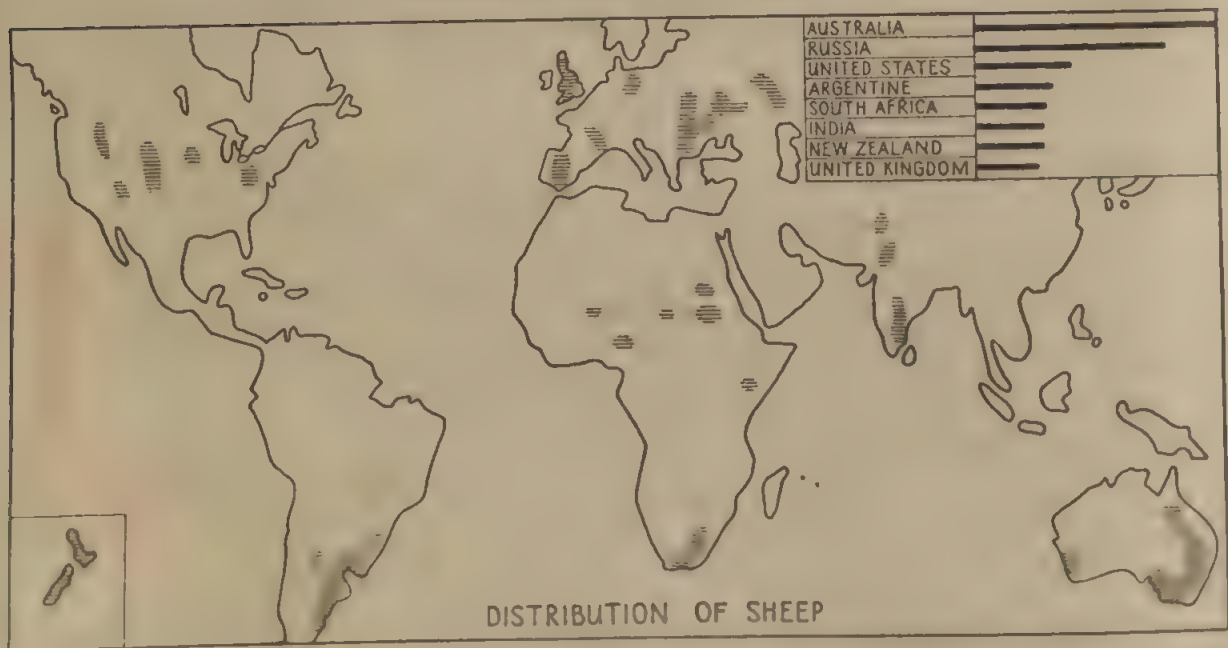 AUSTRALIA
RUSSIA
UNITED STATES
ARGENTINE
SOUTH AFRICA
INDIA
NEW ZEALAND
UNITED KINGDOM
DISTRIBUTION OF SHEEP